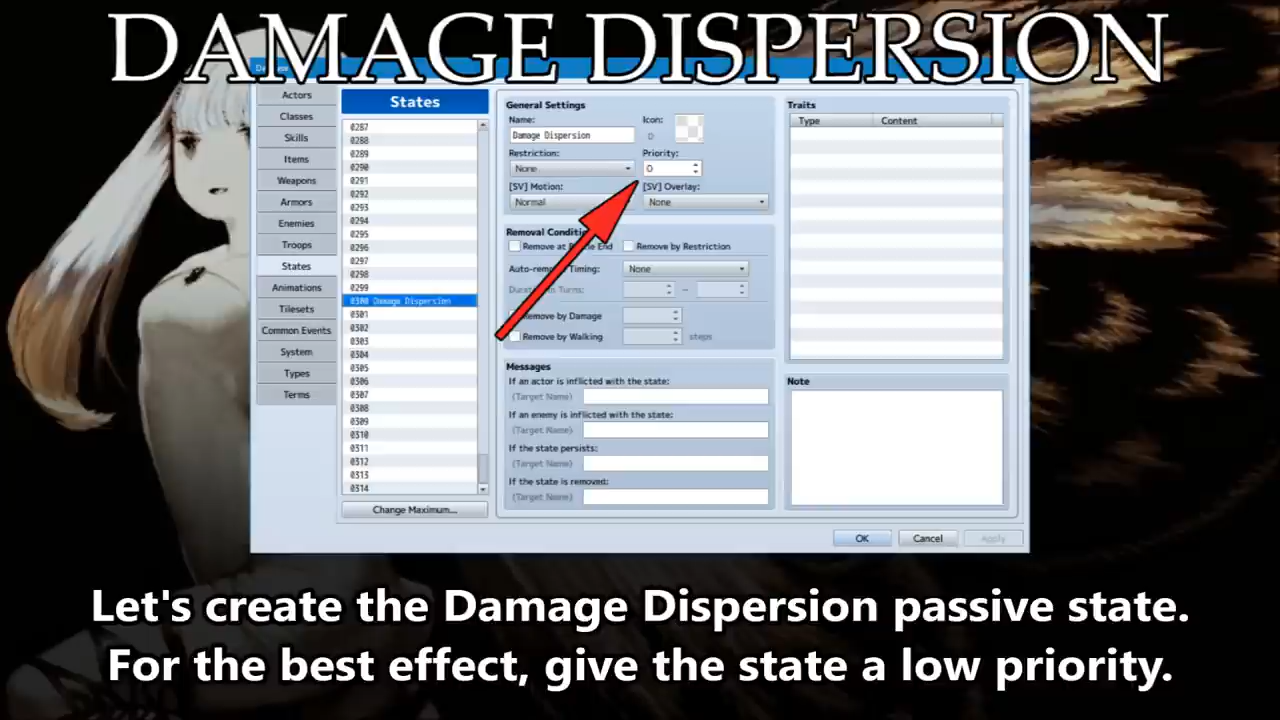 DAMAGE DISPERSION
Actors
Classes
Skills
Items
Weapons
Armors
Enemies
Troops
States
Animations
Tilesets
Common Events
System
Types
Terms
States
0287
0288
0289
0290
0291
0292
0293
0294
0295
0296
0297
0298
0299
0300 Damage Dispersion
0301
0302
0303
0304
0305
0306
0307
0308
0309
0310
0311
0312
0313
0314
Change Maximum...
General Settings
Name:
Icon:
Damage Dispersion
Restriction:
Priority:
None
0
[SV] Motion:
[SV] Overlay:
Normal
None
Removal
Remove at
End
Remove by Restriction
Timing:
None
Turns:
Remove by Damage
Remove by Walking
steps
Messages
If an actor is inflicted with the state:
(Target Name)
If an enemy is inflicted with the state:
(Target Name)
If the state persists:
(Target Name)
If the state is removed:
(Target Name)
Traits
Type
Content
Note
OK
Cancel
Apply
Let's create the Damage Dispersion passive state.
For the best effect, give the state a low priority.